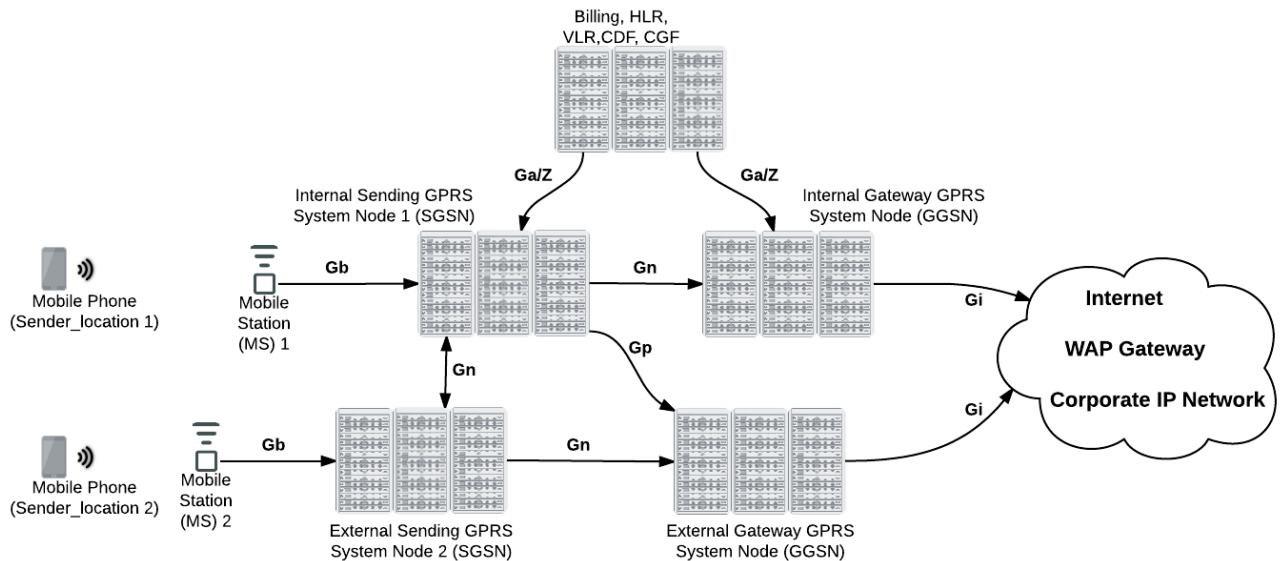 Billing, HLR,
VLR,CDF, CGF
Ga/Z
Ga/Z
Internal Sending GPRS
System Node 1 (SGSN)
Internal Gateway GPRS
System Node (GGSN)
Mobile Phone
(Sender_location 1)
Mobile
Station
(MS) 1
Gb
Gn
Gi
Internet
WAP Gateway
Corporate IP Network
Gn
Gp
Mobile Phone
(Sender_location 2)
Mobile
Station
(MS) 2
Gb
Gn
Gi
External Sending GPRS
System Node 2 (SGSN)
External Gateway GPRS
System Node (GGSN)